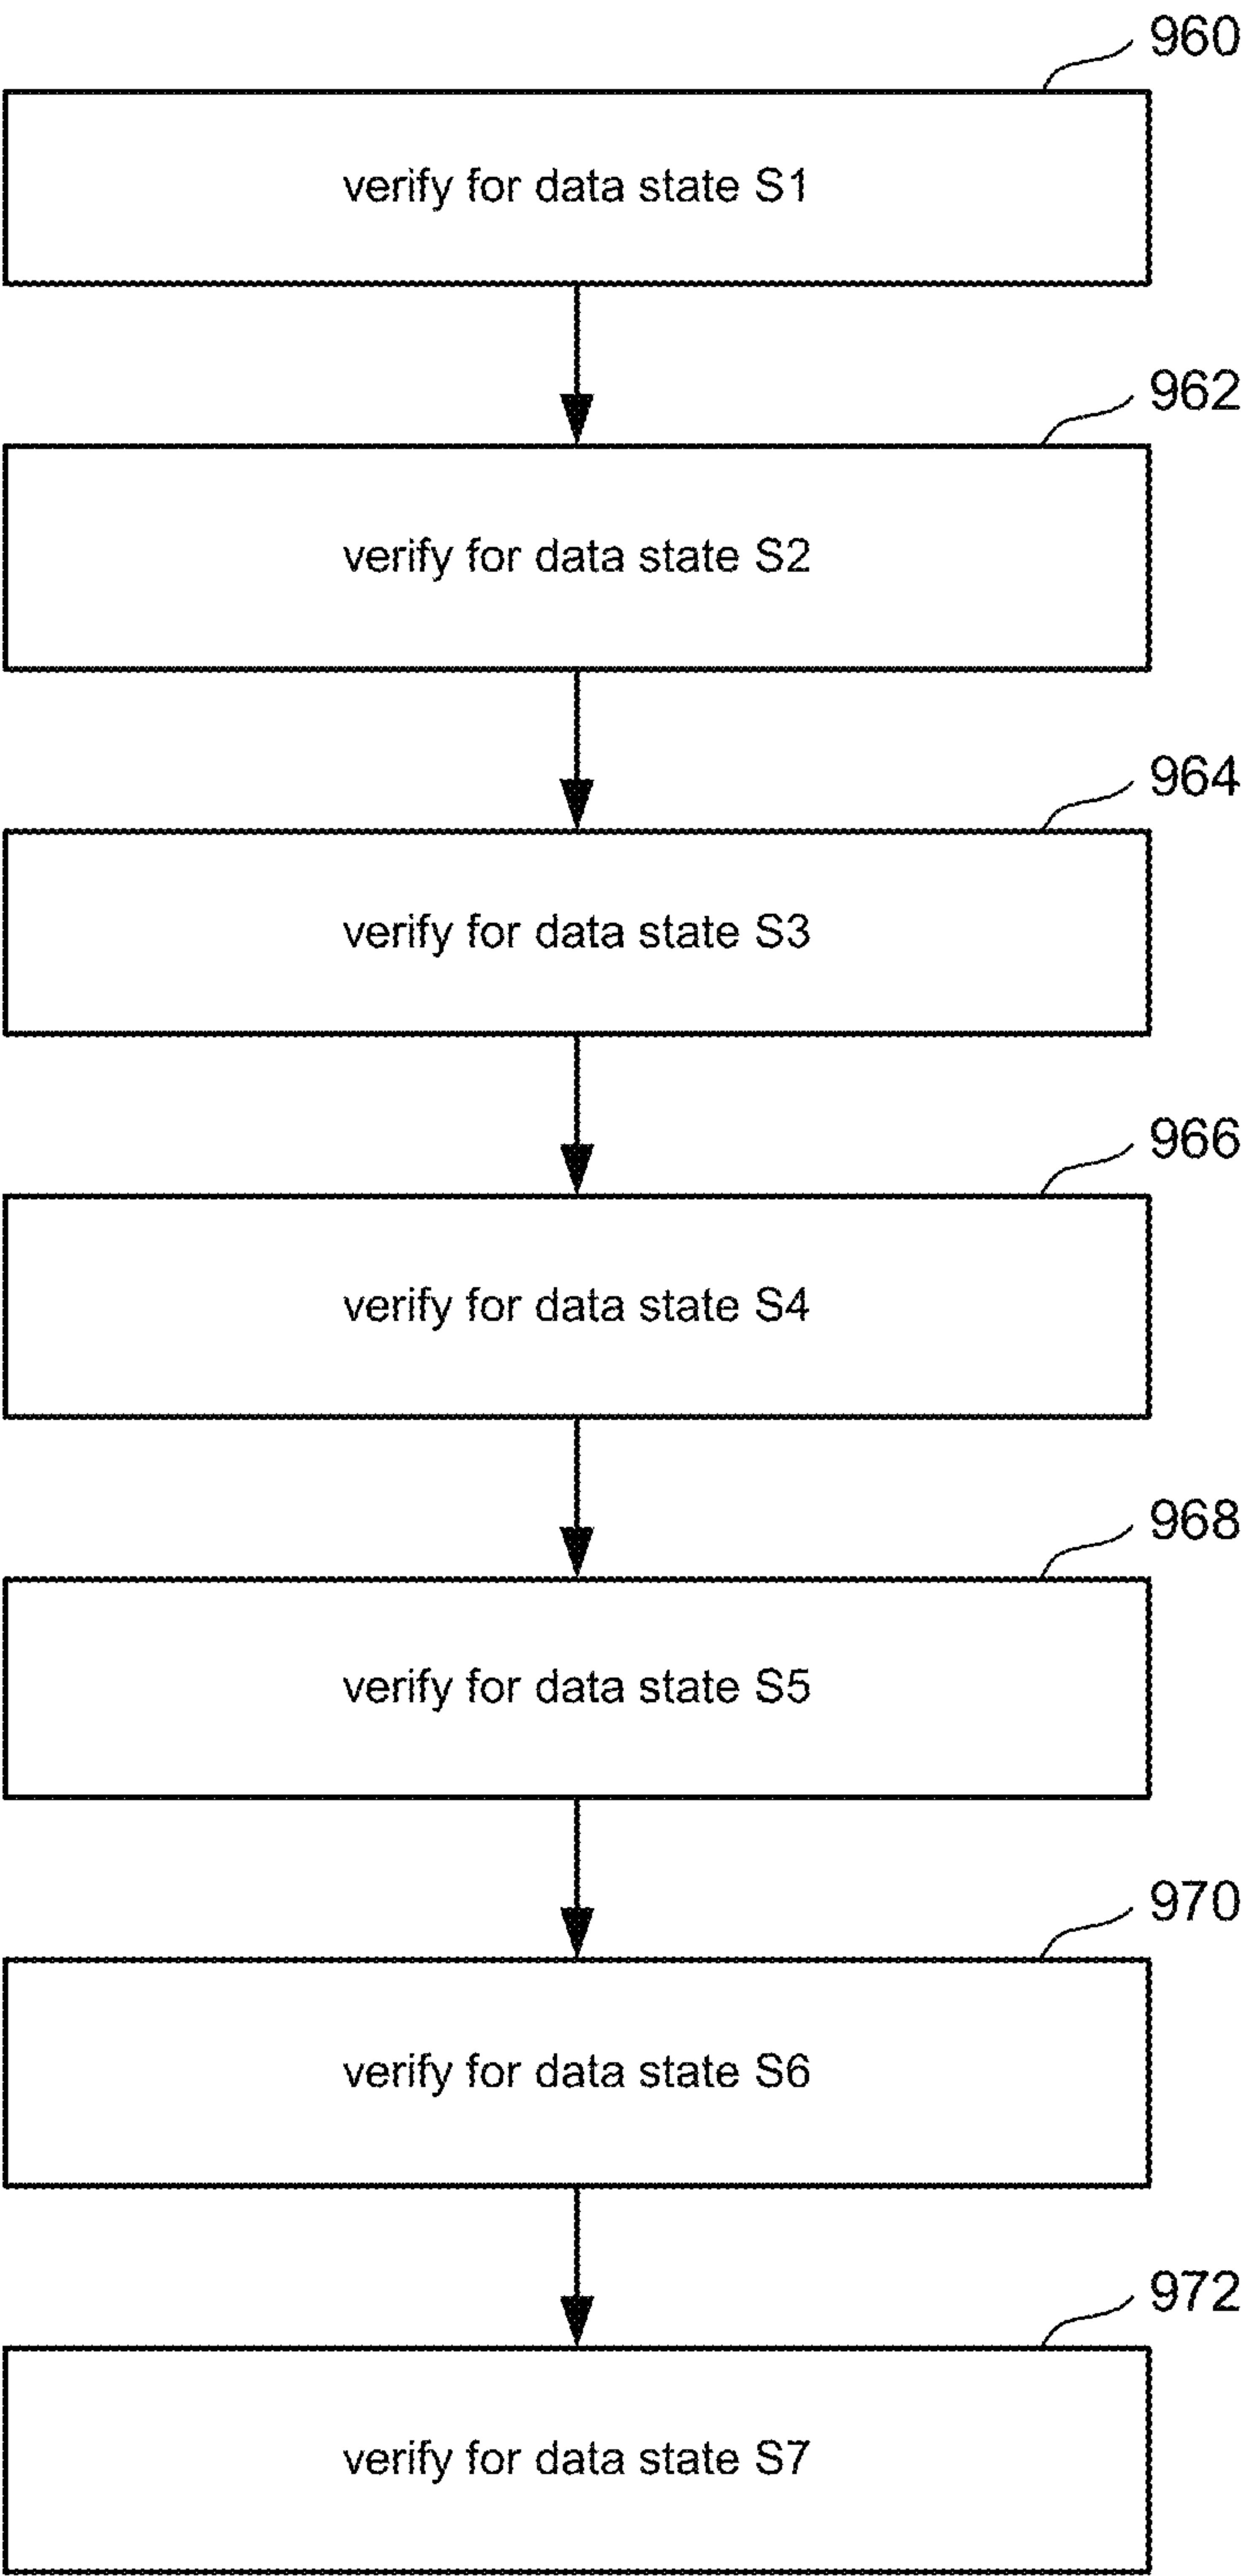 960
verify for data state S1
962
verify for data state S2
964
verify for data state S3
966
verify for data state S4
968
verify for data state S5
970
verify for data state S6
972
verify for data state S7